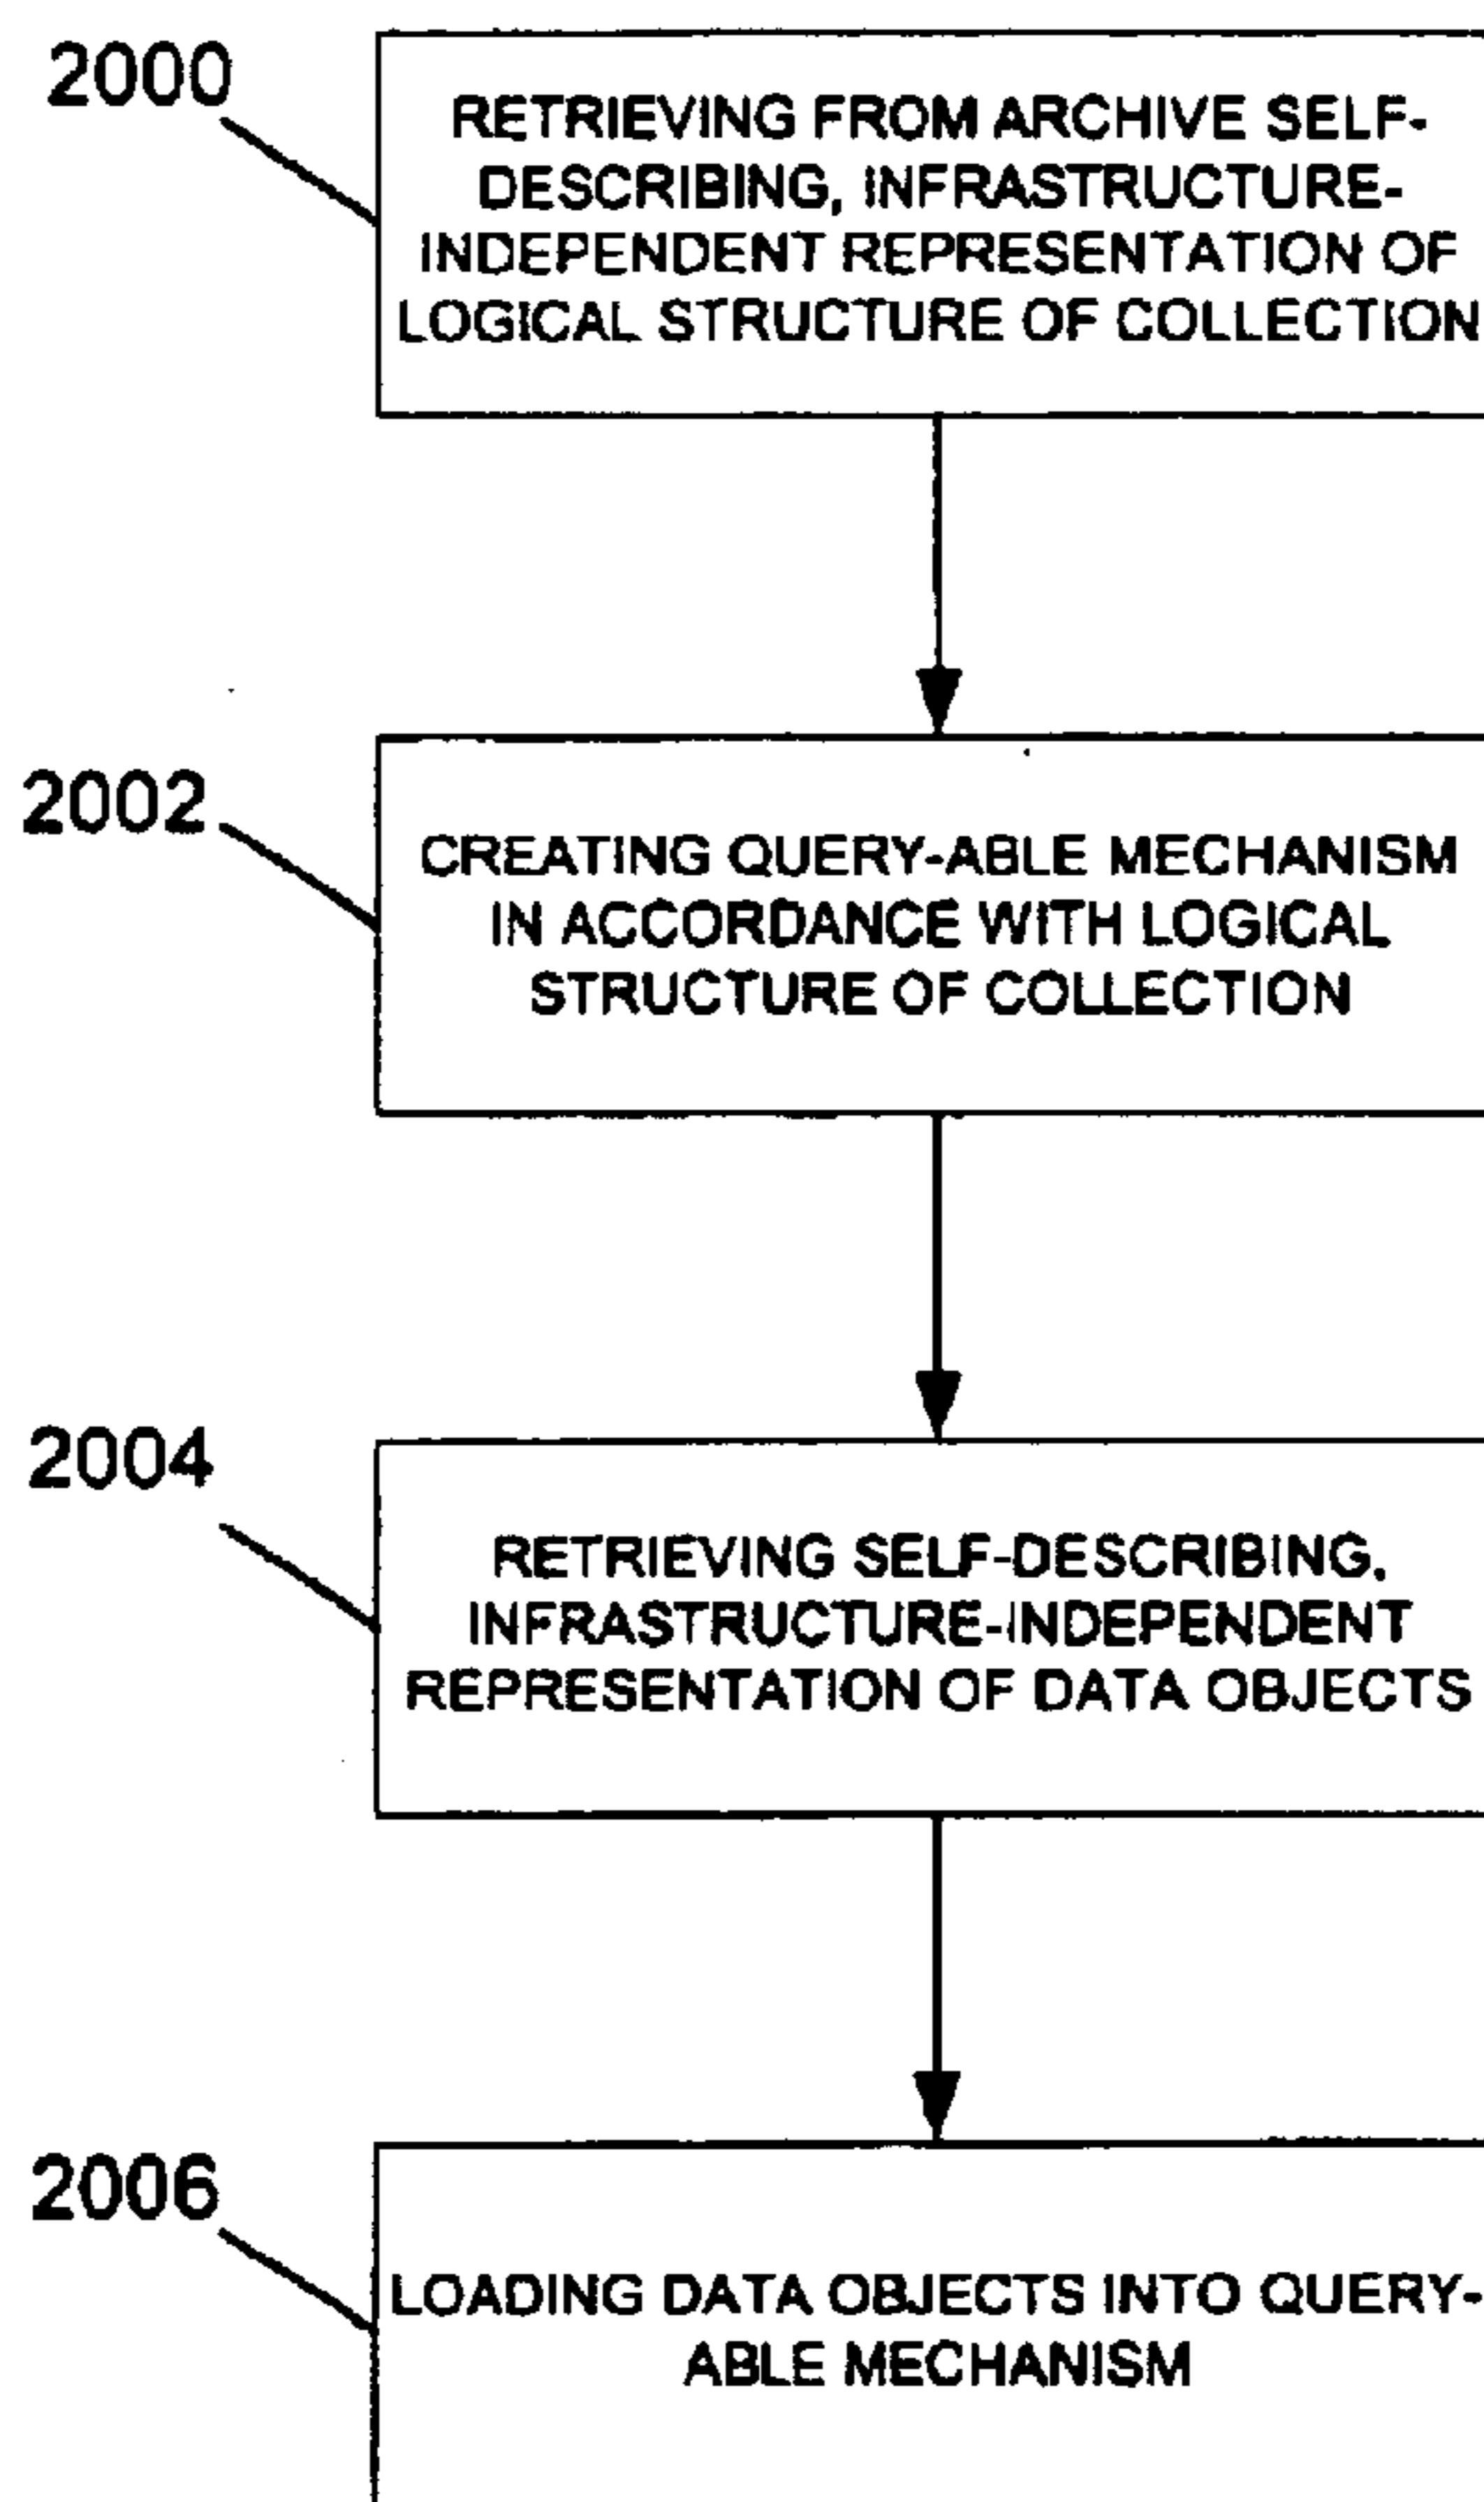 2000
RETRIEVING FROM ARCHIVE SELF-
DESCRIBING, INFRASTRUCTURE-
INDEPENDENT REPRESENTATION OF
LOGICAL STRUCTURE OF COLLECTION
2002
CREATING QUERY-ABLE MECHANISM
IN ACCORDANCE WITH LOGICAL
STRUCTURE OF COLLECTION
2004
RETRIEVING SELF-DESCRIBING,
INFRASTRUCTURE-INDEPENDENT
REPRESENTATION OF DATA OBJECTS
2006
LOADING DATA OBJECTS INTO QUERY-
ABLE MECHANISM